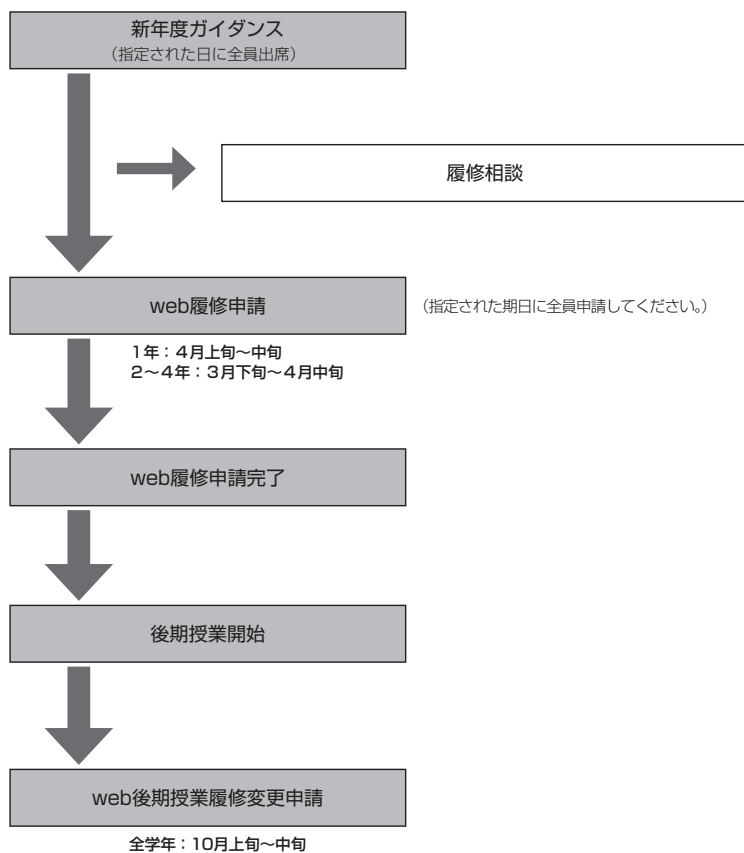 新年度ガイダンス
（指定された日に全員出席）
履修相談
web履修申請
（指定された期日に全員申請してください。）
1年：4月上旬～中旬
2～4年：3月下旬～4月中旬
web履修申請完了
後期授業開始
web後期授業履修変更申請
全学年：10月上旬～中旬